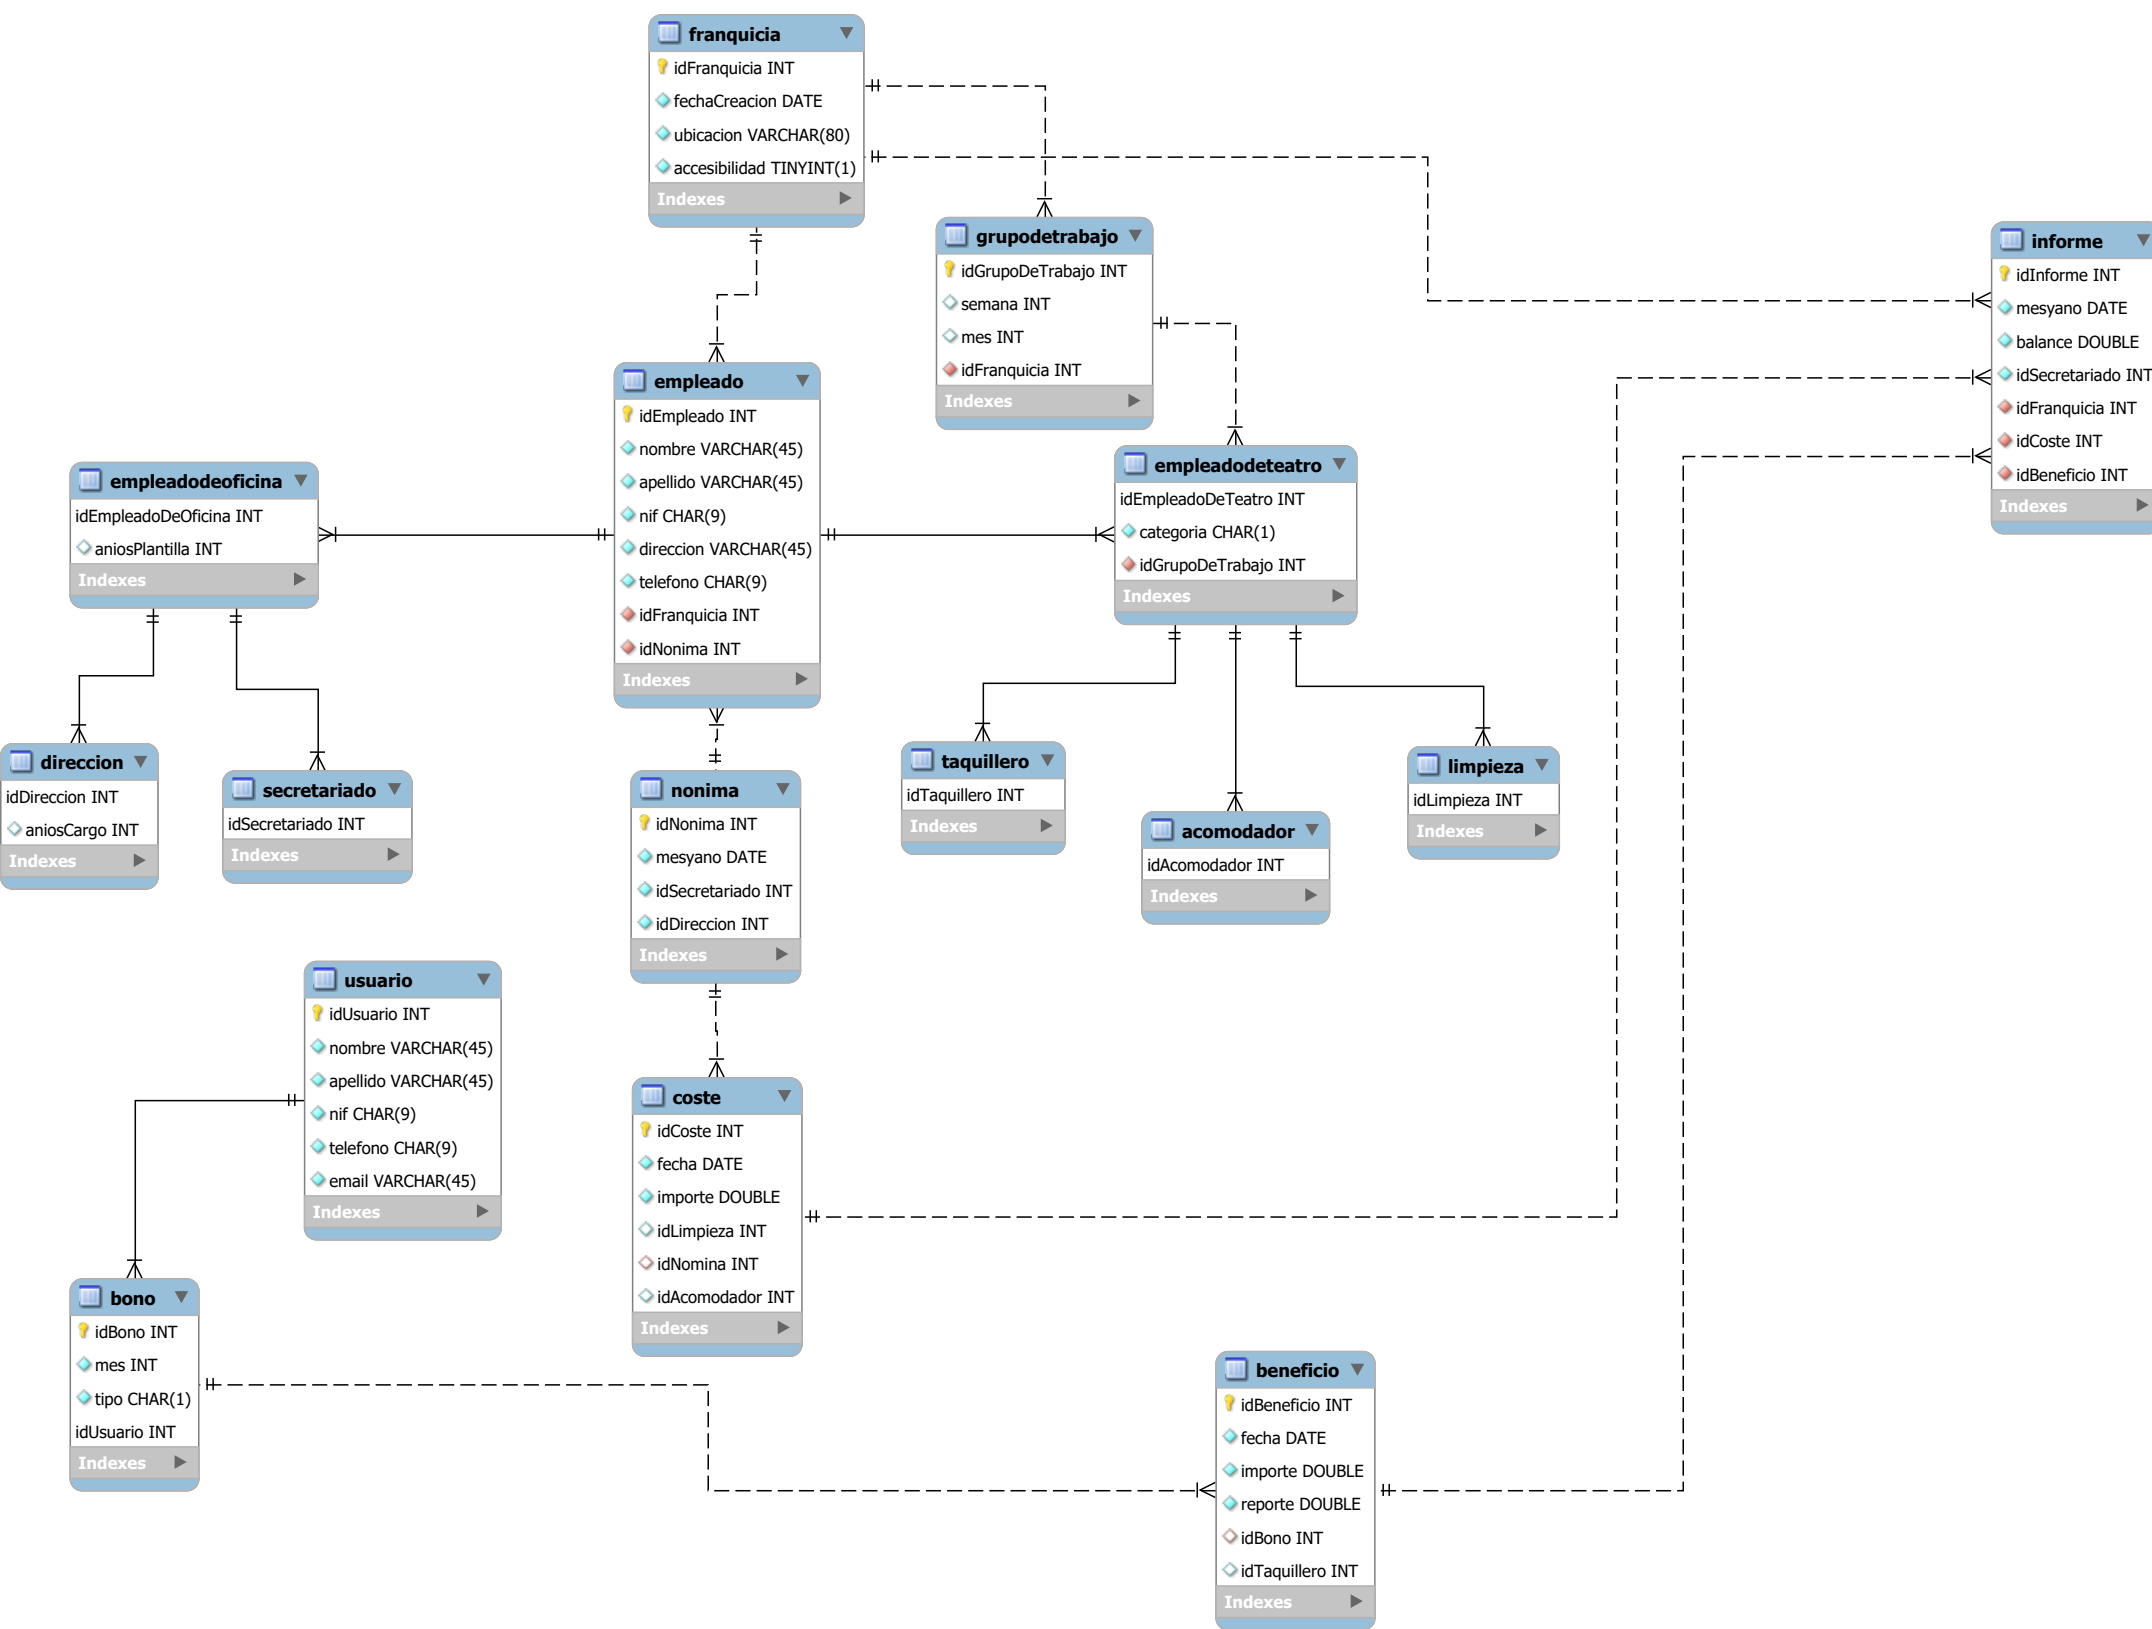 franquicia
idFranquicia INT
fechaCreacion DATE
ubicacion VARCHAR(80)
accesibilidad TINYINT(1)
Indexes
grupodetrabajo
idGrupoDeTrabajo INT
semana INT
mes INT
idFranquicia INT
Indexes
informe
idInforme INT
mesyano DATE
balance DOUBLE
idSecretariado INT
idFranquicia INT
idCoste INT
idBeneficio INT
Indexes
empleado
idEmpleado INT
nombre VARCHAR(45)
apellido VARCHAR(45)
nif CHAR(9)
direccion VARCHAR(45)
telefono CHAR(9)
idFranquicia INT
idNonima INT
Indexes
empleadodeoficina
idEmpleadoDeOficina INT
aniosPlantilla INT
Indexes
empleadodeteatro
idEmpleadoDeTeatro INT
categoria CHAR(1)
idGrupoDeTrabajo INT
Indexes
direccion
idDireccion INT
aniosCargo INT
Indexes
secretariado
idSecretariado INT
Indexes
nonima
idNonima INT
mesyano DATE
idSecretariado INT
idDireccion INT
Indexes
taquillero
idTaquillero INT
Indexes
acomodador
idAcomodador INT
Indexes
limpieza
idLimpieza INT
Indexes
usuario
idUsuario INT
nombre VARCHAR(45)
apellido VARCHAR(45)
nif CHAR(9)
telefono CHAR(9)
email VARCHAR(45)
Indexes
coste
idCoste INT
fecha DATE
importe DOUBLE
idLimpieza INT
idNomina INT
idAcomodador INT
Indexes
bono
idBono INT
mes INT
tipo CHAR(1)
idUsuario INT
Indexes
beneficio
idBeneficio INT
fecha DATE
importe DOUBLE
reporte DOUBLE
idBono INT
idTaquillero INT
Indexes